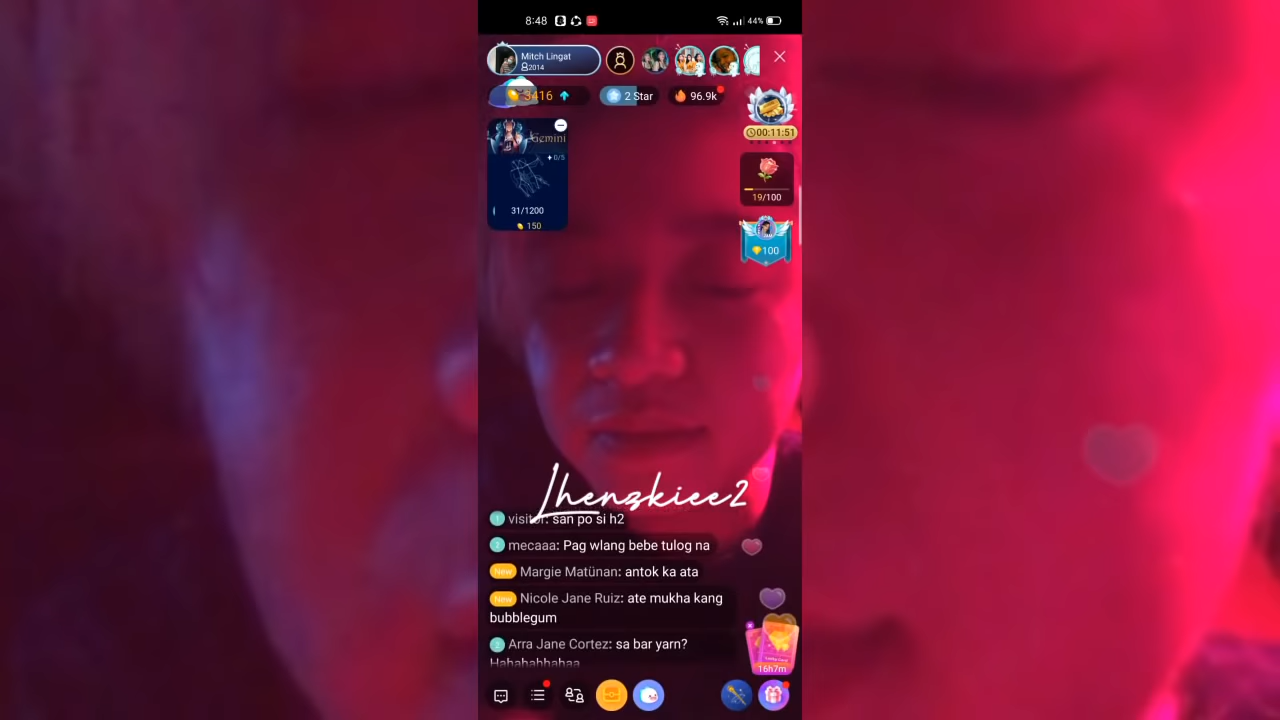 8:48
44%
Mitch Lingat
2014
3416
2 Star
96.9k
00:11:51
Gemini
0/5
31/1200
150
19/100
100
Lhenzkiee2
1 visitor: san po si h2
2 mecaaa: Pag wlang bebe tulog na
New Margie Matünan: antok ka ata
New Nicole Jane Ruiz: ate mukha kang
bubblegum
2 Arra Jane Cortez: sa bar yarn?
Hahahahhahaa
16h7m